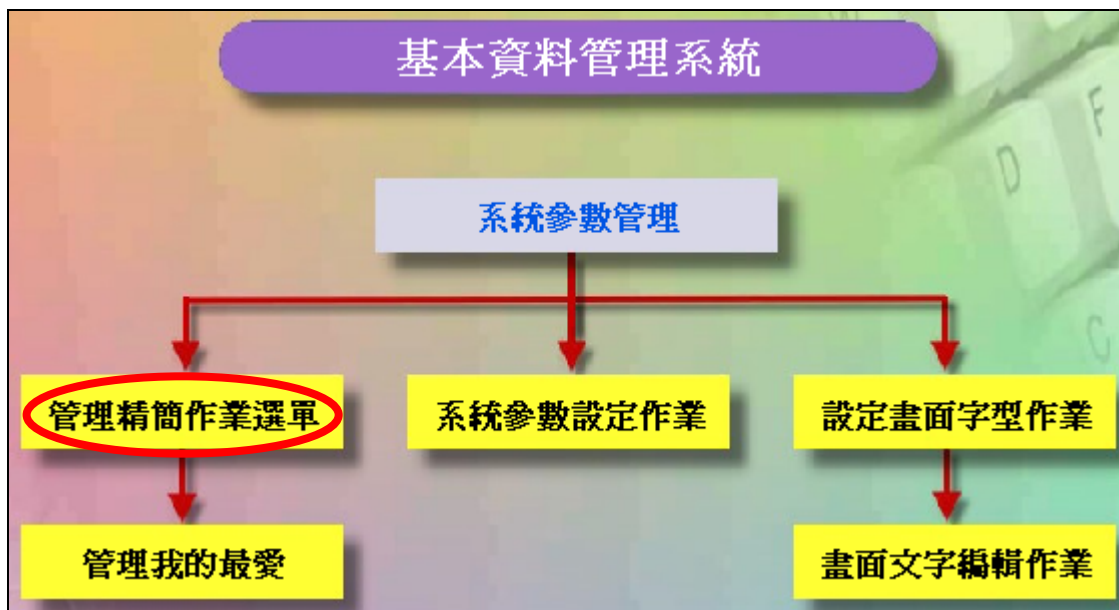 基本資料管理系統
系統參數管理
管理精簡作業選單
系統參數設定作業
設定畫面字型作業
管理我的最愛
畫面文字編輯作業
D
F
C